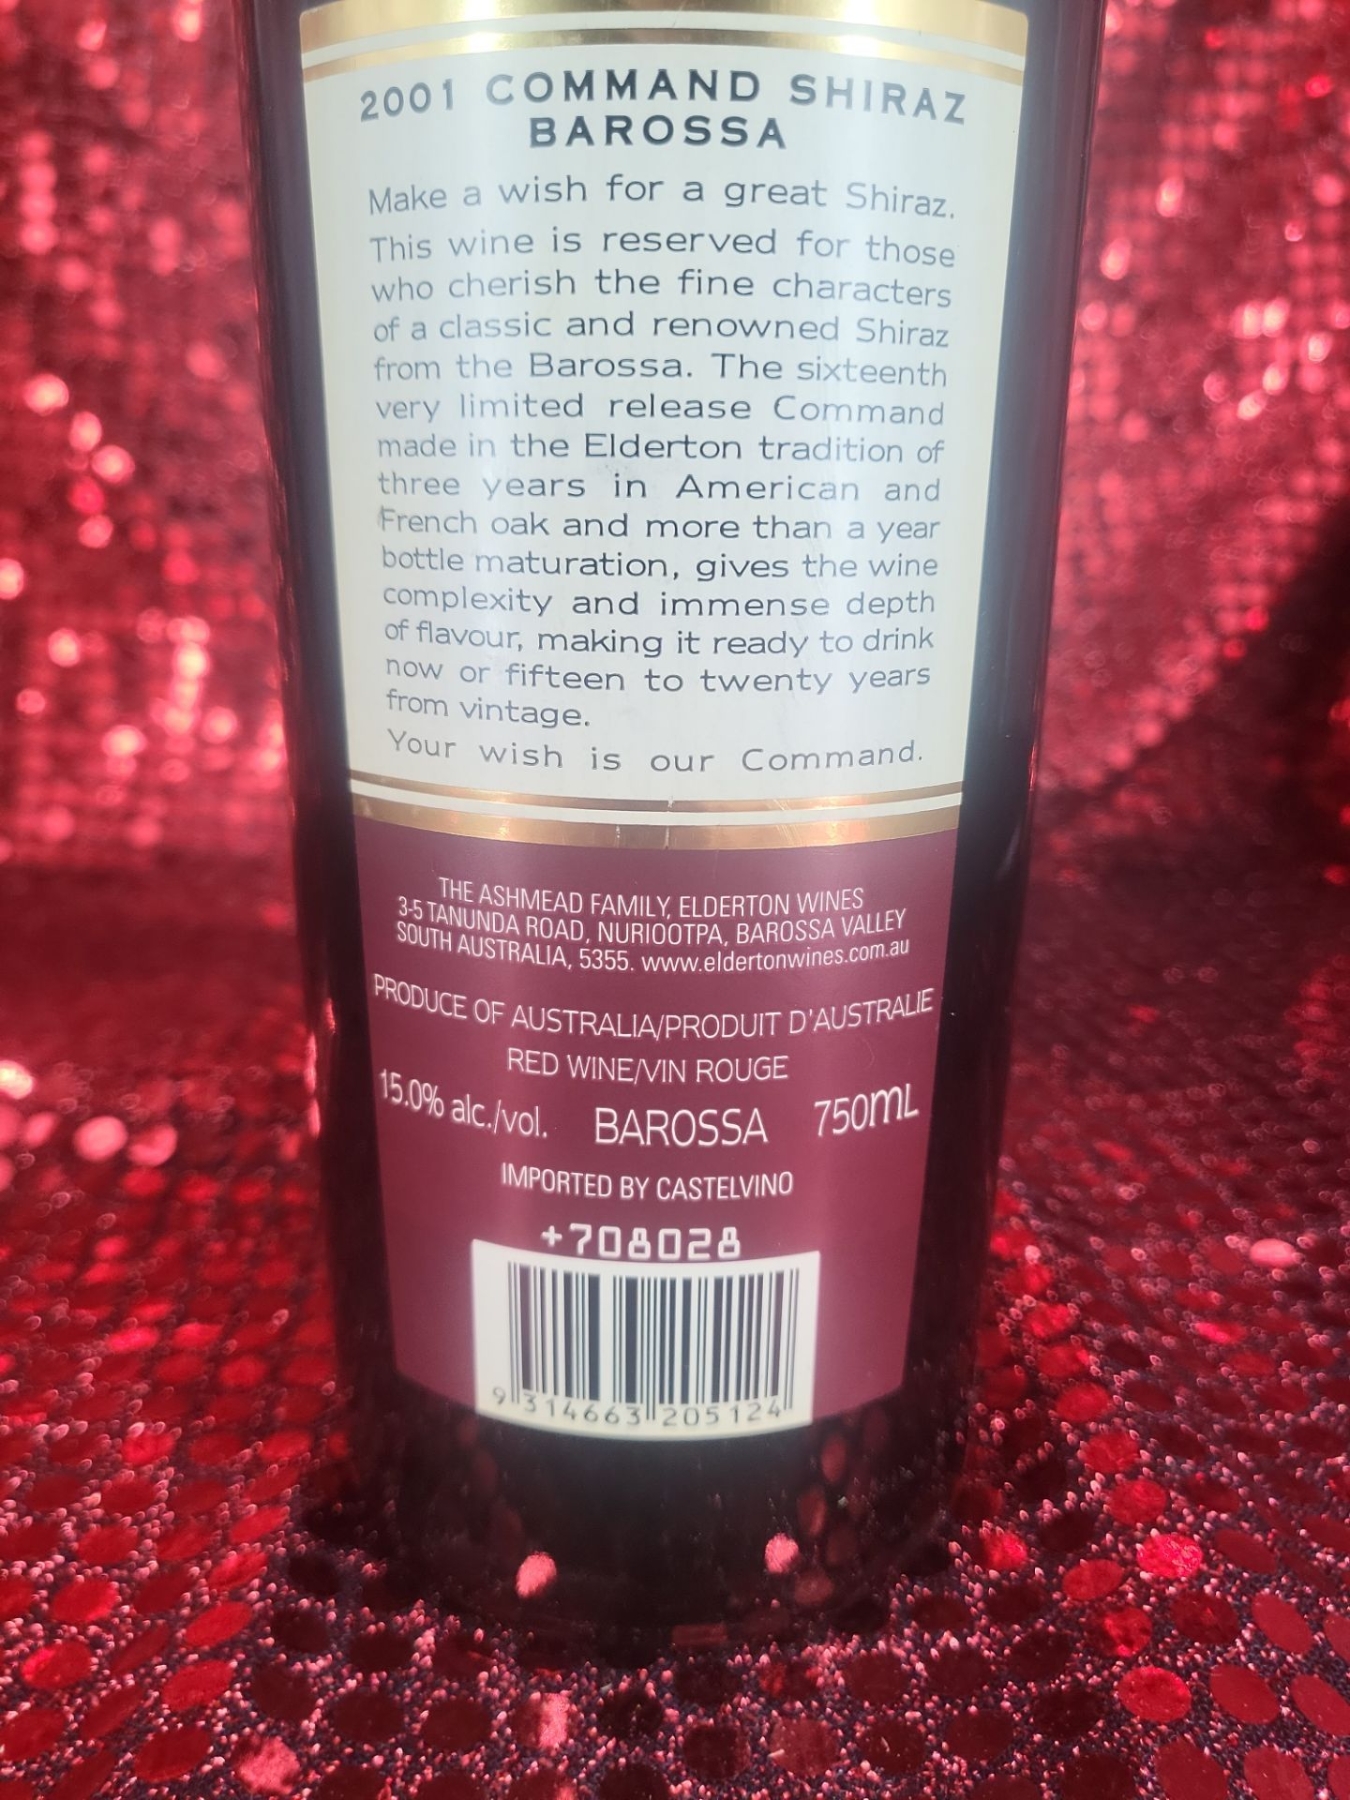 2001 COMMAND SHIRAZ
BAROSSA
Make a wish for a great Shiraz.
This wine is reserved for those
who cherish the fine characters
of a classic and renowned Shiraz
from the Barossa. The sixteenth
very limited release Command
made in the Elderton tradition of
three years in American and
French oak and more than a year
bottle maturation, gives the wine
complexity and immense depth
of flavour, making it ready to drink
now or fifteen to twenty years
from vintage.
Your wish is our Command.
THE ASHMEAD FAMILY, ELDERTON WINES
3-5 TANUNDA ROAD, NURIOOTPA, BAROSSA VALLEY
SOUTH AUSTRALIA, 5355. www.eldertonwines.com.au
PRODUCE OF AUSTRALIA/PRODUIT D'AUSTRALIE
RED WINE/VIN ROUGE
15.0% alc./vol. BAROSSA 750mL
IMPORTED BY CASTELVINO
+708028
9 314663 205124